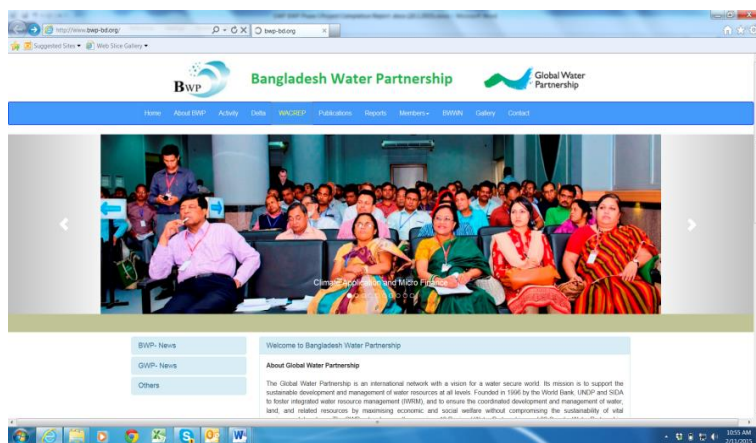 http://www.bwp-bd.org/
bwp-bd.org
Suggested Sites
Web Slice Gallery
BWP
Bangladesh Water Partnership
Global Water
Partnership
Home About BWP Activity Delta WACREP Publications Reports Members BWWN Gallery Contact
Climate Application and Micro Finance
BWP- News
GWP- News
Others
Welcome to Bangladesh Water Partnership
About Global Water Partnership
The Global Water Partnership is an international network with a vision for a water secure world. Its mission is to support the
sustainable development and management of water resources at all levels. Founded in 1996 by the World Bank, UNDP and SIDA
to foster integrated water resource management (IWRM), and to ensure the coordinated development and management of water,
land, and related resources by maximising economic and social welfare without compromising the sustainability of vital
10:55 AM